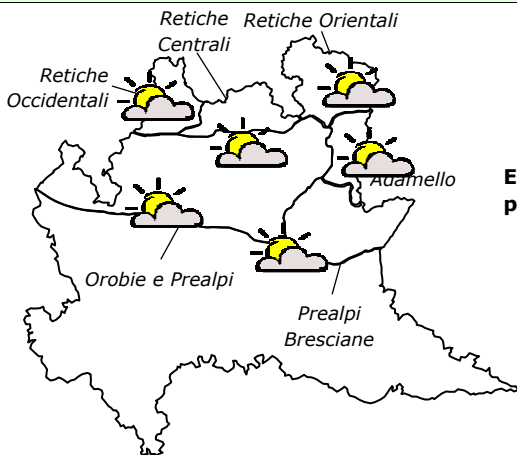 Retiche
Centrali
Retiche Orientali
Retiche
Occidentali
Adamello
E
p
Orobie e Prealpi
Prealpi
Bresciane